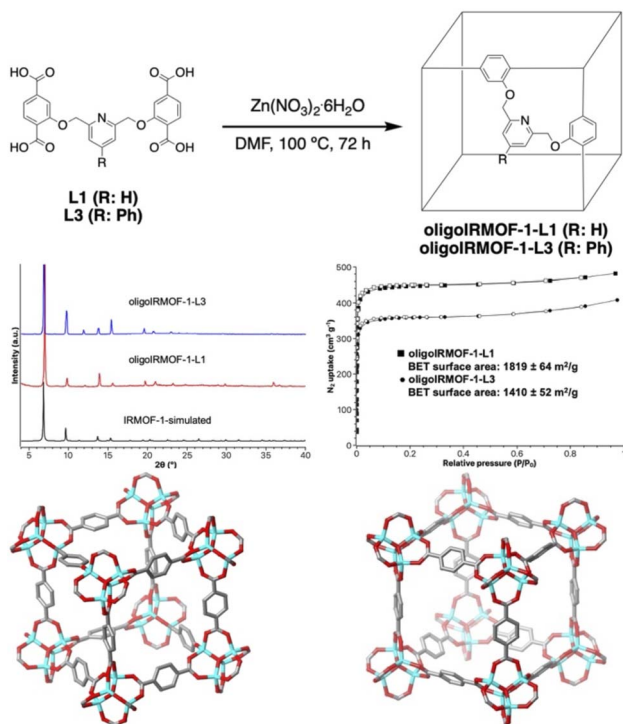 OH
O
O
OH
N
O
O
HO
O
R
O
OH
L1 (R: H)
L3 (R: Ph)
Zn(NO₃)₂·6H₂O
DMF, 100 ºC, 72 h
O
N
R
O
oligoIRMOF-1-L1 (R: H)
oligoIRMOF-1-L3 (R: Ph)
Intensity (a.u.)
oligoIRMOF-1-L3
oligoIRMOF-1-L1
IRMOF-1-simulated
5 10 15 20 25 30 35 40
2θ (°)
N₂ uptake (cm³ g⁻¹)
500
400
300
200
100
0
oligoIRMOF-1-L1
BET surface area: 1819 ± 64 m²/g
oligoIRMOF-1-L3
BET surface area: 1410 ± 52 m²/g
0 0.2 0.4 0.6 0.8 1
Relative pressure (P/P₀)